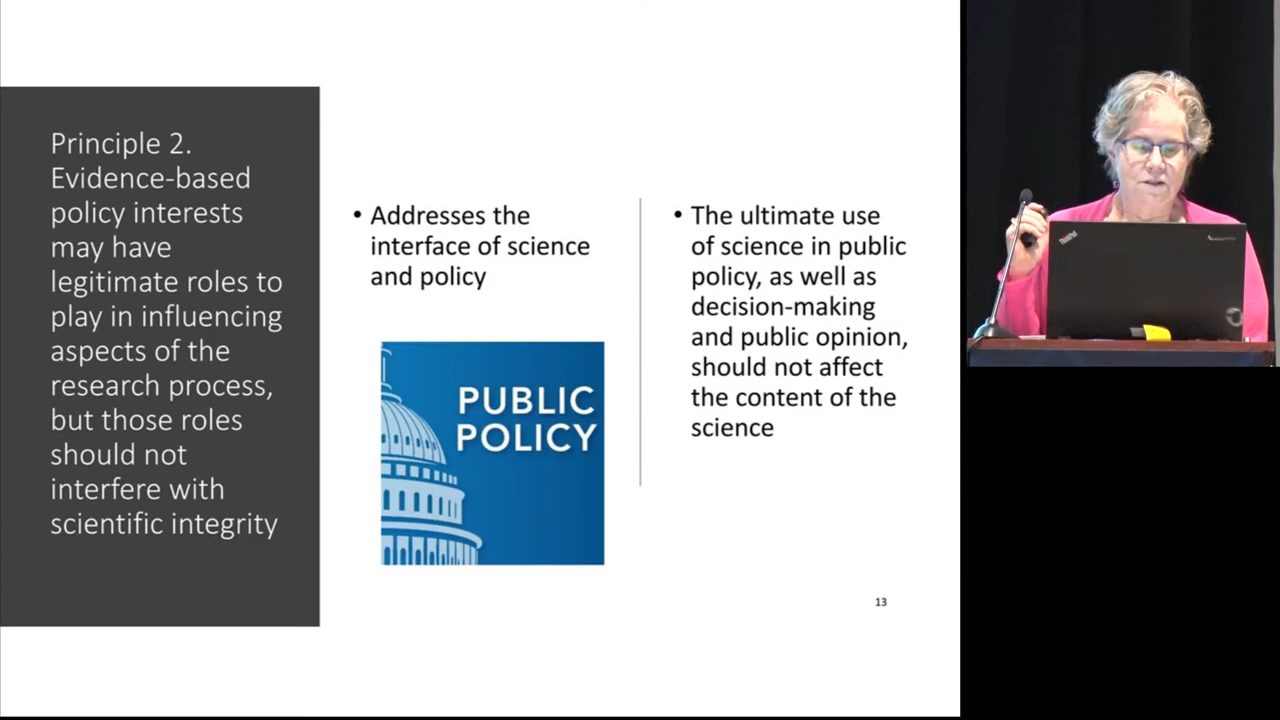 Principle 2.
Evidence-based
policy interests
may have
legitimate roles to
play in influencing
aspects of the
research process,
but those roles
should not
interfere with
scientific integrity
• Addresses the
interface of science
and policy
PUBLIC
POLICY
• The ultimate use
of science in public
policy, as well as
decision-making
and public opinion,
should not affect
the content of the
science
13
ThinkPad